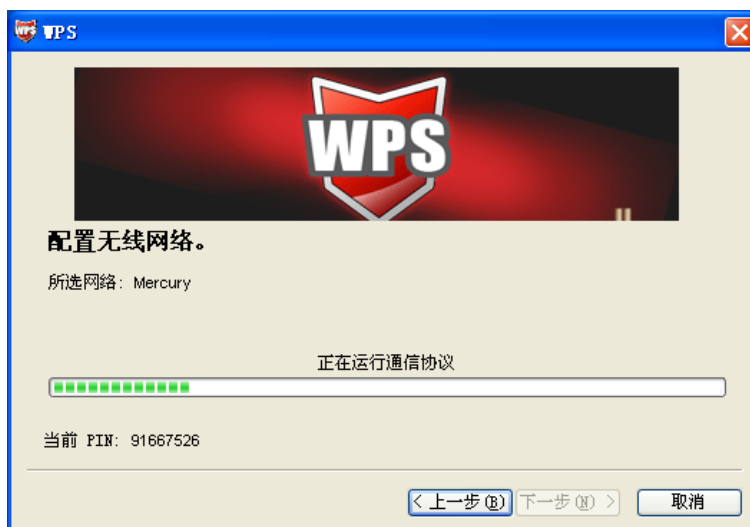 WPS
WPS
配置无线网络。
所选网络: Mercury
正在运行通信协议
当前 PIN: 91667526
< 上一步(B) 下一步(N) > 取消